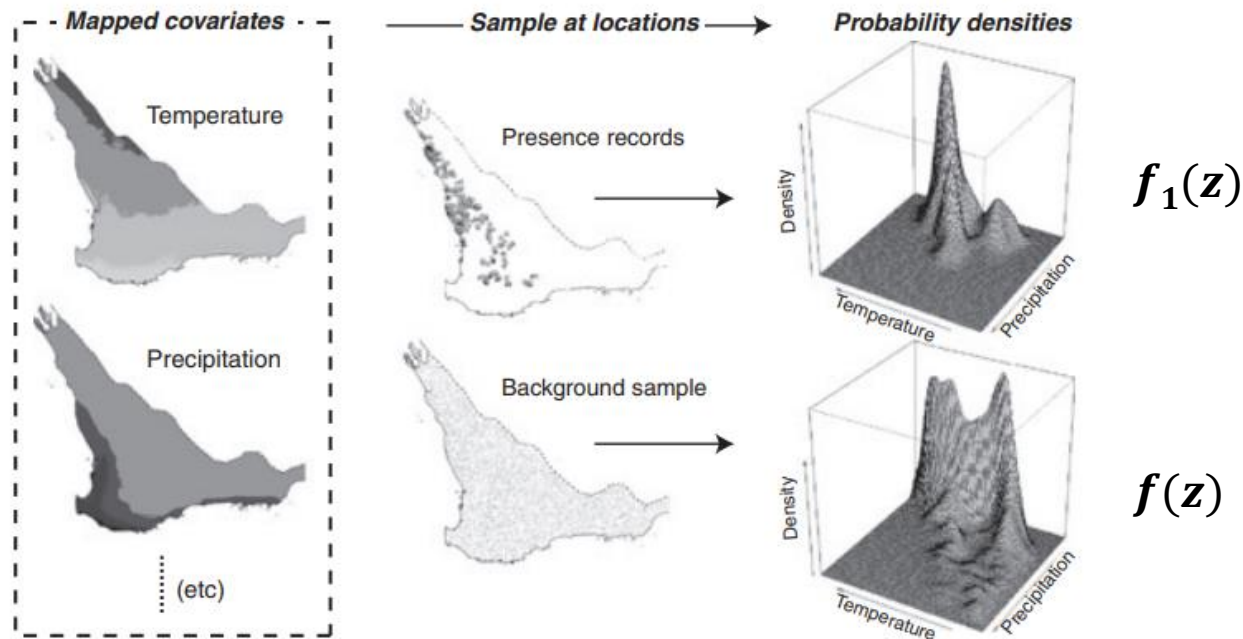 Mapped covariates
Sample at locations
Probability densities
Temperature
Precipitation
(etc)
Presence records
Background sample
Density
Temperature
Precipitation
f₁(z)
Density
Temperature
Precipitation
f(z)